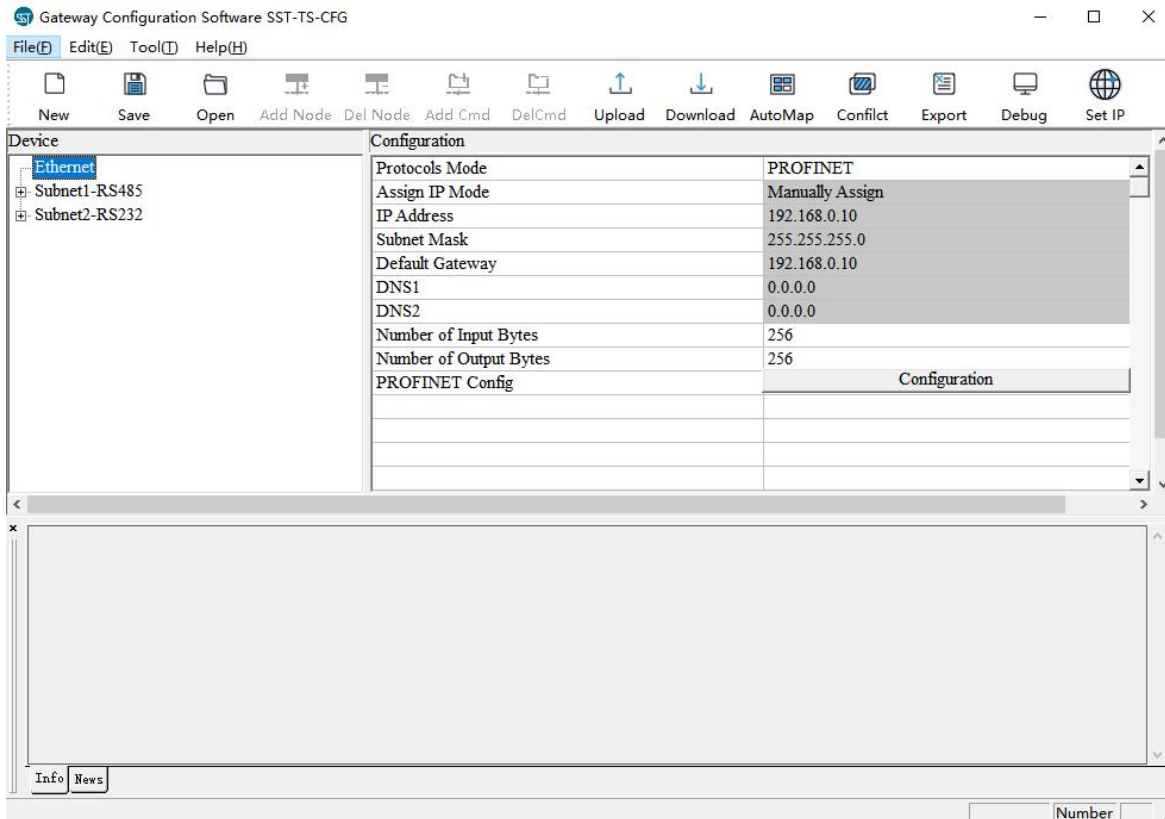 SST Gateway Configuration Software SST-TS-CFG
File(F) Edit(E) Tool(T) Help(H)
New Save Open Add Node Del Node Add Cmd DelCmd Upload Download AutoMap Confilct Export Debug Set IP
Device Configuration
Ethernet
Subnet1-RS485
Subnet2-RS232
Protocols Mode PROFINET
Assign IP Mode Manually Assign
IP Address 192.168.0.10
Subnet Mask 255.255.255.0
Default Gateway 192.168.0.10
DNS1 0.0.0.0
DNS2 0.0.0.0
Number of Input Bytes 256
Number of Output Bytes 256
PROFINET Config Configuration
Info News
Number